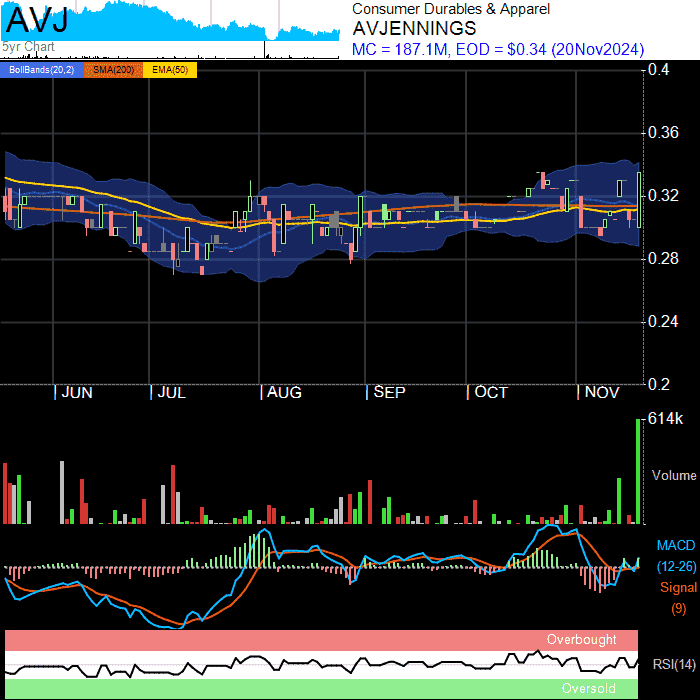 AVJ
5yr Chart
Consumer Durables & Apparel
AVJENNINGS
MC = 187.1M, EOD = $0.34 (20Nov2024)
BollBands(20,2) SMA(200) EMA(50)
0.4
0.36
0.32
0.28
0.24
0.2
JUN JUL AUG SEP OCT NOV
614k
Volume
MACD
(12-26)
Signal
(9)
Overbought
RSI(14)
Oversold